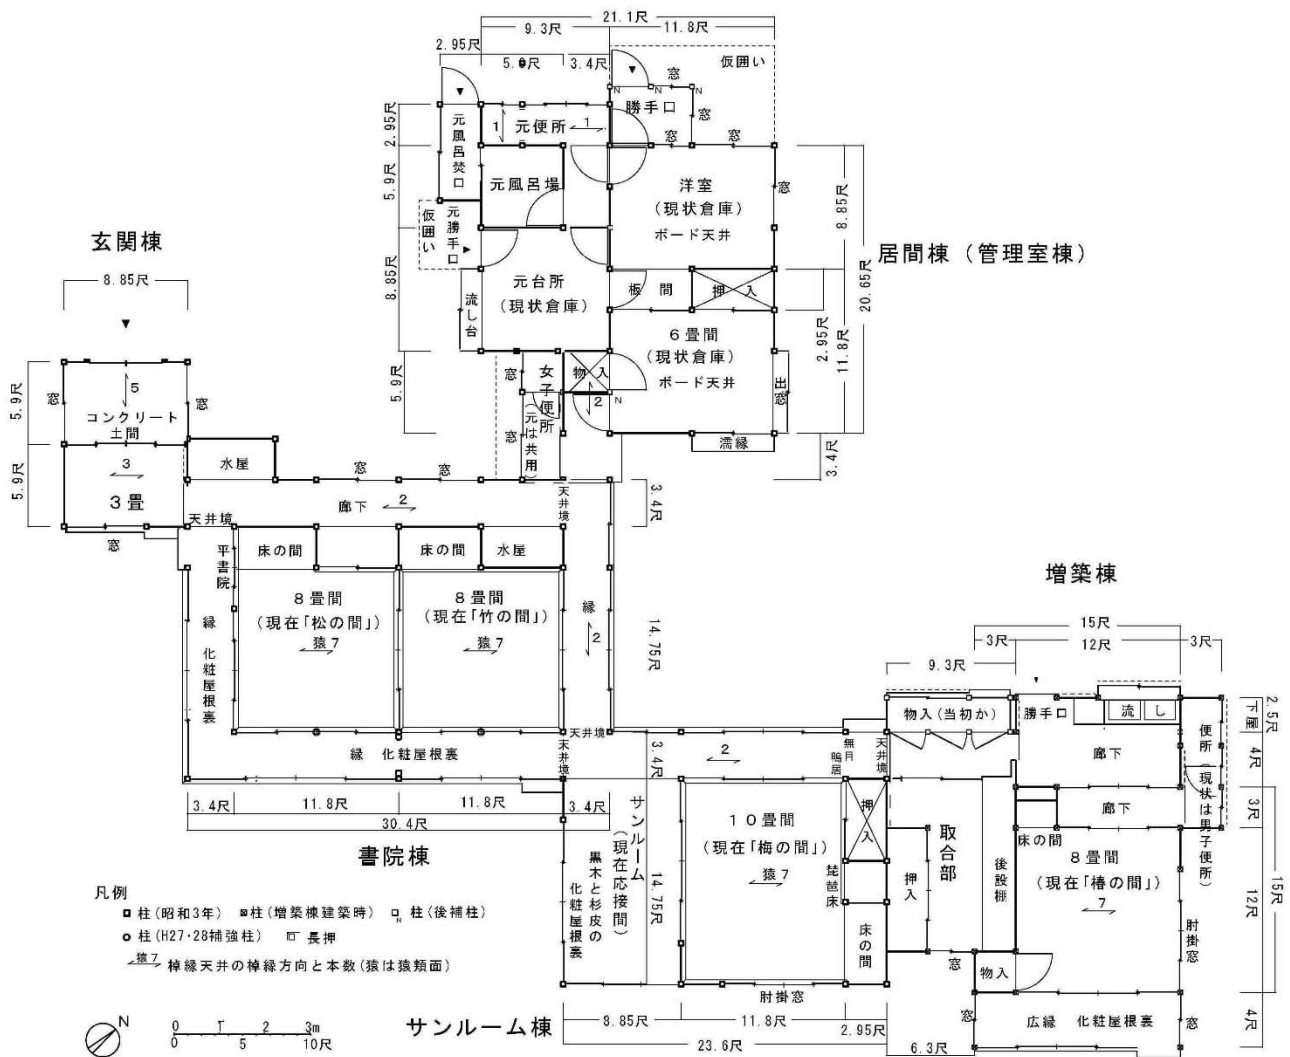 21.1尺
9.3尺
11.8尺
2.95尺
3.4尺
仮囲い
窓
N
N
N
勝手口
窓
2.95尺
1
元便所
1
元風呂焚口
窓
窓
5.9尺
元風呂場
洋室
(現状倉庫)
ボード天井
窓
8.85尺
仮囲い
元勝手口
玄関棟
居間棟(管理室棟)
20.65尺
8.85尺
8.85尺
元台所
(現状倉庫)
流し台
板間
押入
2.95尺
11.8尺
6畳間
(現状倉庫)
ボード天井
出窓
5.9尺
窓
女子便所
(元は共用)
物入
2
N
窓
濡縁
3.4尺
5.9尺
窓
5
コンクリート
土間
窓
5.9尺
3
3畳
水屋
窓
窓
廊下
2
天井境
3.4尺
天井境
窓
平書院
床の間
床の間
水屋
8畳間
(現在「松の間」)
猿7
8畳間
(現在「竹の間」)
猿7
縁
2
14.75尺
縁 化粧屋根裏
縁 化粧屋根裏
天井境
天井境
3.4尺
11.8尺
11.8尺
3.4尺
30.4尺
書院棟
増築棟
15尺
3尺
12尺
3尺
9.3尺
物入(当初か)
勝手口
流し
2.5尺
下屋
便所(現状は男子便所)
廊下
4尺
3.4尺
2
無目鴨居
天井境
廊下
3尺
サンルーム
(現在応接間)
黒木と杉皮の
化粧屋根裏
14.75尺
10畳間
(現在「梅の間」)
猿7
押入
琵琶床
床の間
押入
取合部
後設棚
床の間
8畳間
(現在「椿の間」)
7
肘掛窓
12尺
15尺
窓
物入
肘掛窓
窓
広縁 化粧屋根裏
窓
4尺
サンルーム棟
8.85尺
11.8尺
2.95尺
23.6尺
6.3尺
凡例
柱(昭和3年) 柱(増築棟建築時) N 柱(後補柱)
柱(H27・28補強柱) 長押
猿7 棹縁天井の棹縁方向と本数(猿は猿頬面)
N
0 1 2 3m
0 5 10尺